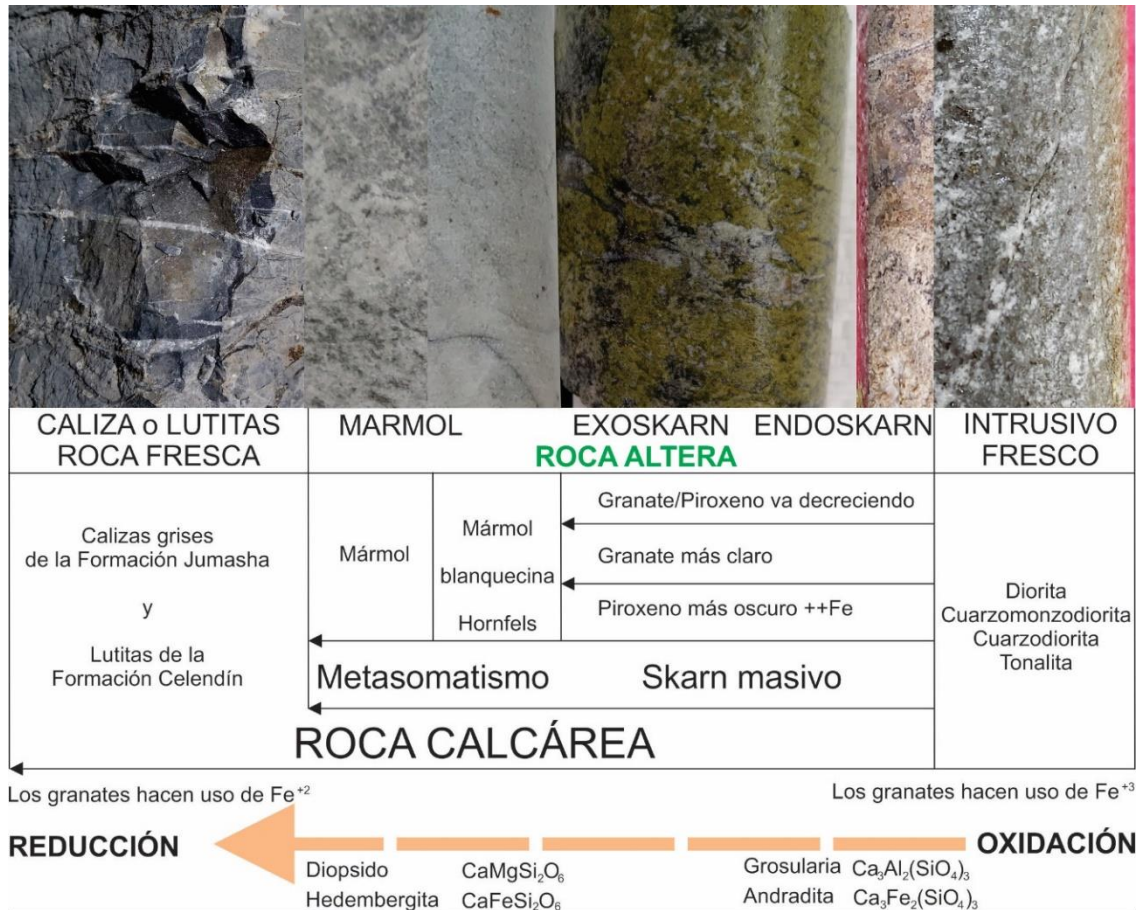 CALIZA o LUTITAS
ROCA FRESCA
MARMOL
EXOSKARN
ENDOSKARN
ROCA ALTERA
INTRUSIVO
FRESCO
Calizas grises
de la Formación Jumasha
y
Lutitas de la
Formación Celendín
Mármol
Mármol
blanquecina
Hornfels
Granate/Piroxeno va decreciendo
Granate más claro
Piroxeno más oscuro ++Fe
Diorita
Cuarzomonzodiorita
Cuarzodiorita
Tonalita
Metasomatismo
Skarn masivo
ROCA CALCÁREA
Los granates hacen uso de Fe⁺²
Los granates hacen uso de Fe⁺³
REDUCCIÓN
OXIDACIÓN
Diopsido CaMgSi₂O₆
Hedembergita CaFeSi₂O₆
Grosularia Ca₃Al₂(SiO₄)₃
Andradita Ca₃Fe₂(SiO₄)₃